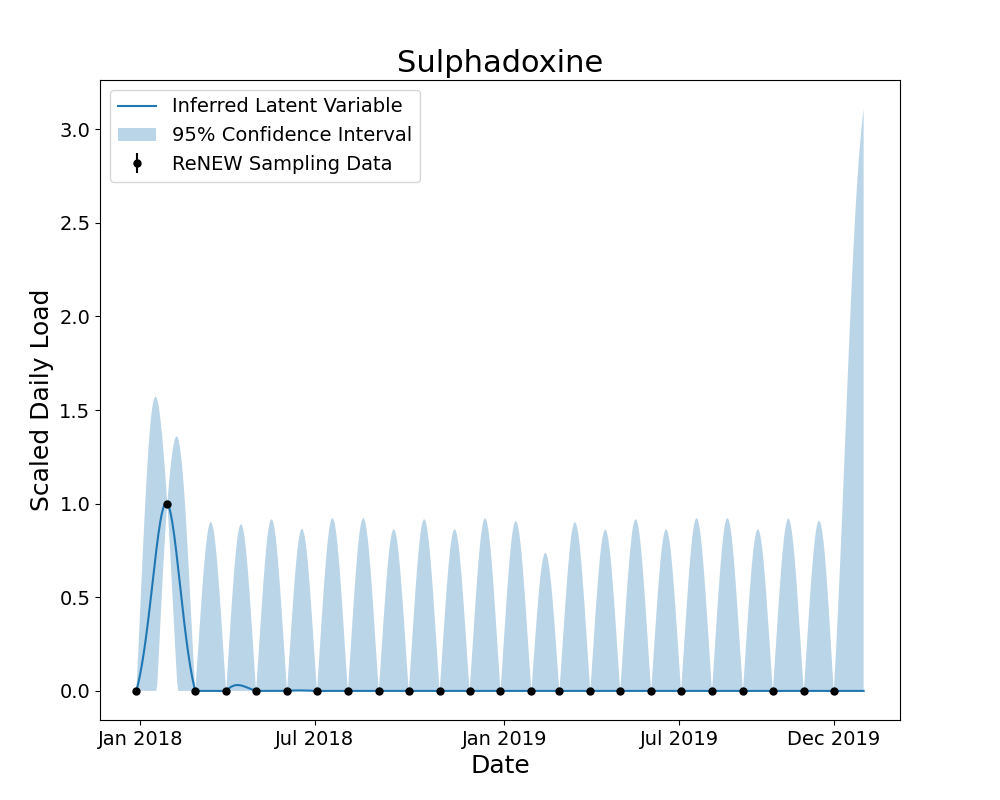 Sulphadoxine
Inferred Latent Variable
95% Confidence Interval
ReNEW Sampling Data
3.0
2.5
2.0
1.5
1.0
0.5
0.0
Scaled Daily Load
Jan 2018
Jul 2018
Jan 2019
Jul 2019
Dec 2019
Date